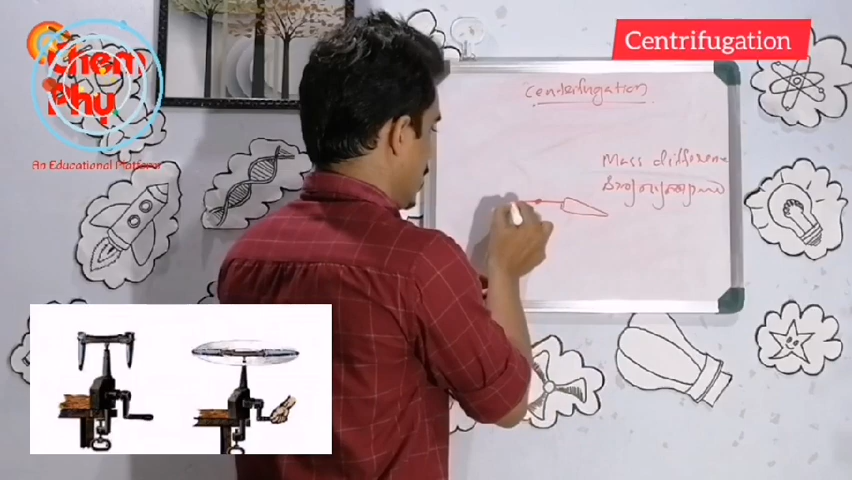 Chem
Phy
An Educational Platform
Centrifugation
Centrifugation
Mass difference